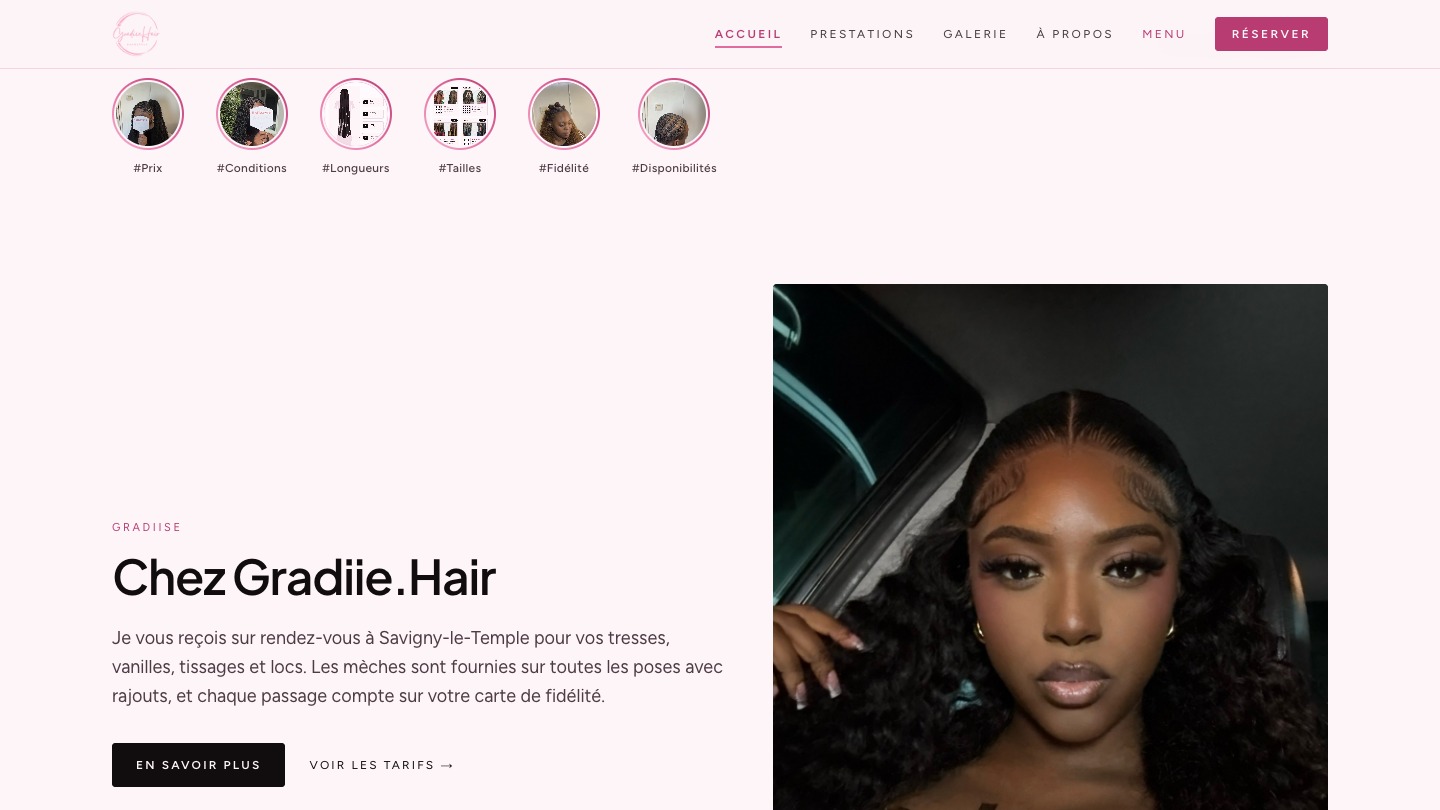 GradiieHair
ACCUEIL
PRESTATIONS
GALERIE
À PROPOS
MENU
RÉSERVER
#Prix
#Conditions
#Longueurs
#Tailles
#Fidélité
#Disponibilités
GRADIISE
Chez Gradiie.Hair
Je vous reçois sur rendez-vous à Savigny-le-Temple pour vos tresses,
vanilles, tissages et locs. Les mèches sont fournies sur toutes les poses avec
rajouts, et chaque passage compte sur votre carte de fidélité.
EN SAVOIR PLUS
VOIR LES TARIFS →